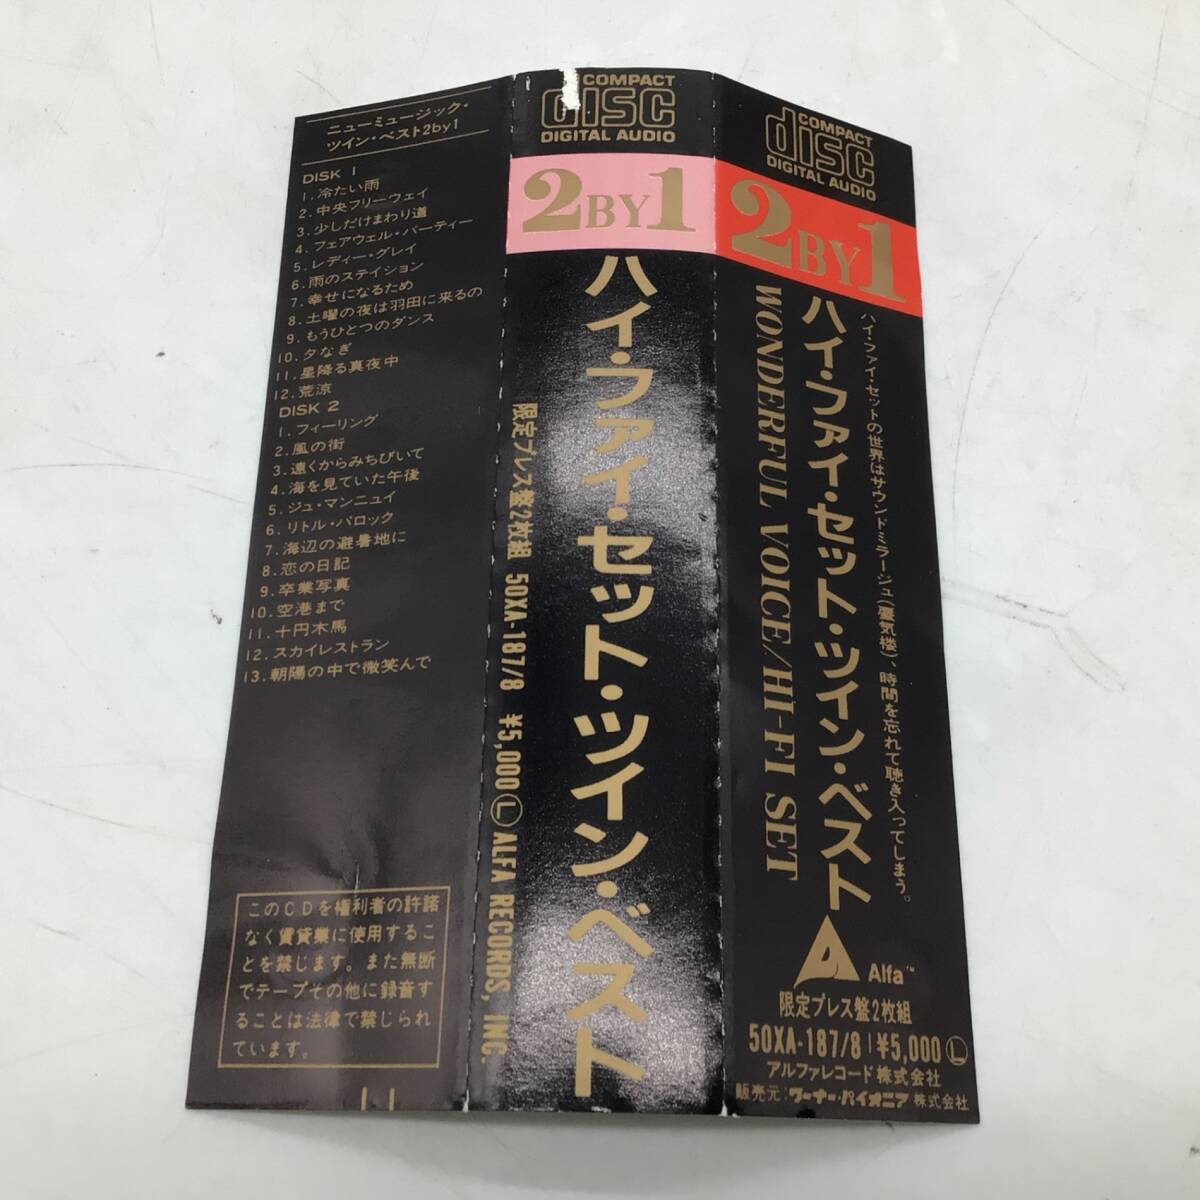 ニューミュージック・
ツイン・ベスト2by1
DISK 1
1. 冷たい雨
2. 中央フリーウェイ
3. 少しだけまわり道
4. フェアウェル・パーティー
5. レディー・グレイ
6. 雨のステイション
7. 幸せになるため
8. 土曜の夜は羽田に来るの
9. もうひとつのダンス
10. 夕なぎ
11. 星降る真夜中
12. 荒涼
DISK 2
1. フィーリング
2. 風の街
3. 遠くからみちびいて
4. 海を見ていた午後
5. ジュ・マンニュイ
6. リトル・バロック
7. 海辺の避暑地に
8. 恋の日記
9. 卒業写真
10. 空港まで
11. 十円木馬
12. スカイレストラン
13. 朝陽の中で微笑んで
このCDを権利者の許諾
なく賃貸業に使用するこ
とを禁じます。また無断
でテープその他に録音す
ることは法律で禁じられ
ています。
COMPACT
disc
DIGITAL AUDIO
2BY1
ハイ・ファイ・セット・ツイン・ベスト
限定プレス盤2枚組 50XA-187/8 ¥5,000 Ⓛ ALFA RECORDS, INC.
COMPACT
disc
DIGITAL AUDIO
2BY1
ハイ・ファイ・セットの世界はサウンドミラージュ(蜃気楼)、時間を忘れて聴き入ってしまう。
ハイ・ファイ・セット・ツイン・ベスト
WONDERFUL VOICE/HI-FI SET
Alfa™
限定プレス盤2枚組
50XA-187/8 | ¥5,000 Ⓛ
アルファレコード株式会社
販売元:ワーナー・パイオニア株式会社